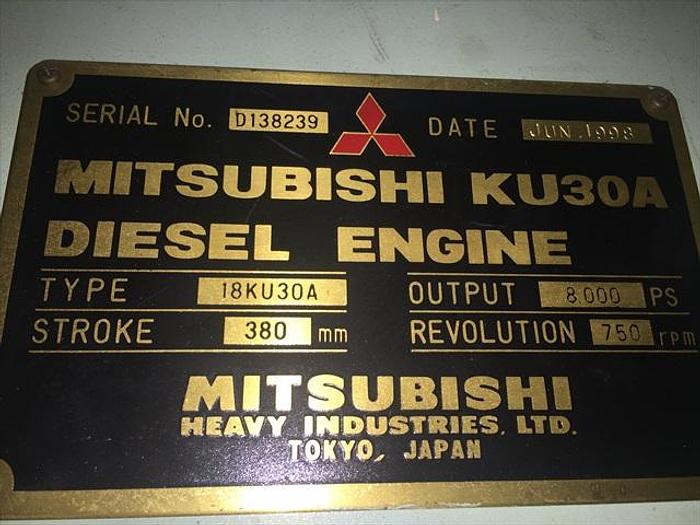 SERIAL No. D138239 DATE JUN.1998
MITSUBISHI KU30A
DIESEL ENGINE
TYPE 18KU30A OUTPUT 8.000 PS
STROKE 380 mm REVOLUTION 750 rpm
MITSUBISHI
HEAVY INDUSTRIES, LTD.
TOKYO, JAPAN